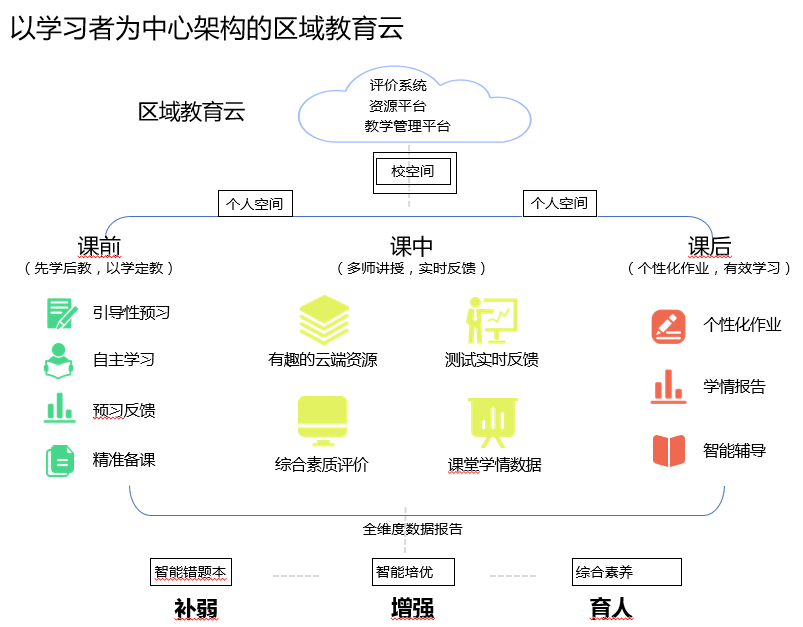 以学习者为中心架构的区域教育云
区域教育云
评价系统
资源平台
教学管理平台
校空间
个人空间
个人空间
课前
（先学后教，以学定教）
课中
（多师讲授，实时反馈）
课后
（个性化作业，有效学习）
引导性预习
自主学习
预习反馈
精准备课
有趣的云端资源
测试实时反馈
综合素质评价
课堂学情数据
个性化作业
学情报告
智能辅导
全维度数据报告
智能错题本
智能培优
综合素养
补弱
增强
育人